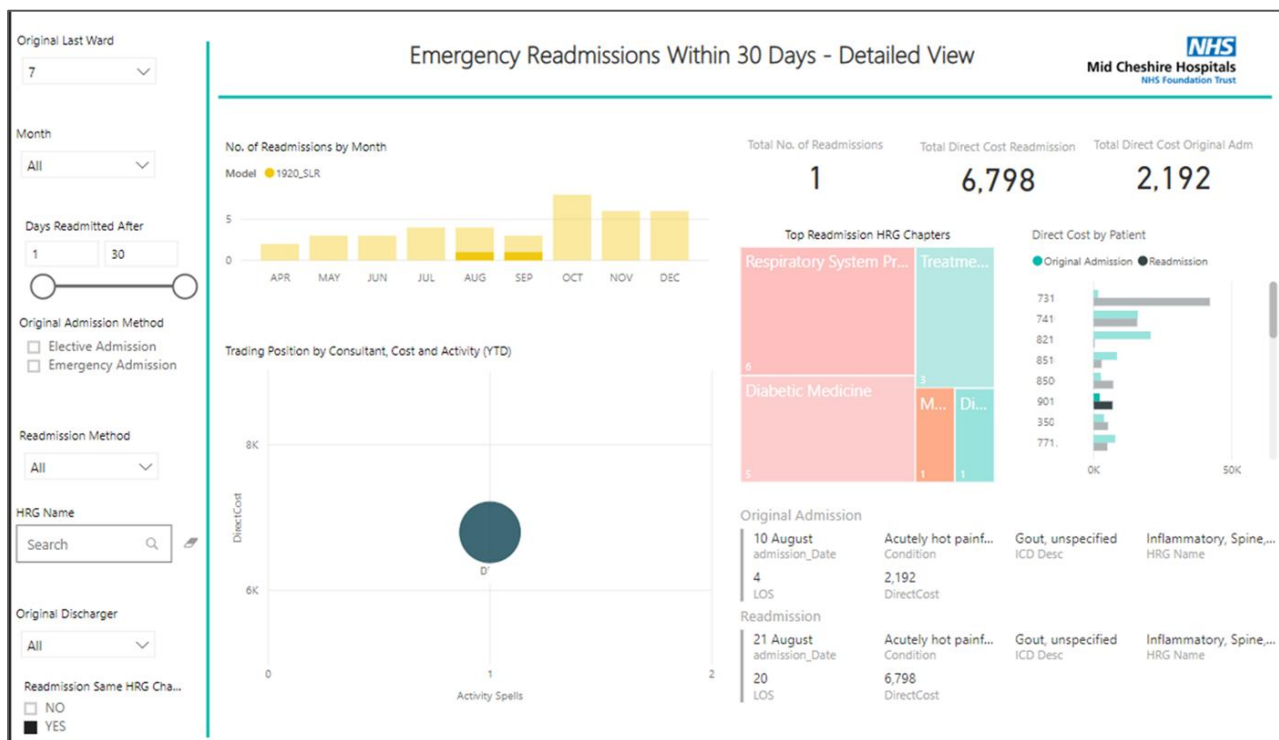 Original Last Ward
7
Month
All
Days Readmitted After
1 30
Original Admission Method
Elective Admission
Emergency Admission
Readmission Method
All
HRG Name
Search
Original Discharger
All
Readmission Same HRG Cha...
NO
YES
Emergency Readmissions Within 30 Days - Detailed View
NHS
Mid Cheshire Hospitals
NHS Foundation Trust
No. of Readmissions by Month
Model 1920_SLR
5
0
APR MAY JUN JUL AUG SEP OCT NOV DEC
Trading Position by Consultant, Cost and Activity (YTD)
DirectCost
8K
6K
D'
0 1 2
Activity Spells
Total No. of Readmissions
1
Total Direct Cost Readmission
6,798
Total Direct Cost Original Adm
2,192
Top Readmission HRG Chapters
Respiratory System Pr...
6
Treatme...
3
Diabetic Medicine
5
M...
1
Di...
1
Direct Cost by Patient
Original Admission Readmission
731
741
821
851
850
901
350
771.
0K 50K
Original Admission
10 August Acutely hot painf... Gout, unspecified Inflammatory, Spine,...
admission_Date Condition ICD Desc HRG Name
4 2,192
LOS DirectCost
Readmission
21 August Acutely hot painf... Gout, unspecified Inflammatory, Spine,...
admission_Date Condition ICD Desc HRG Name
20 6,798
LOS DirectCost